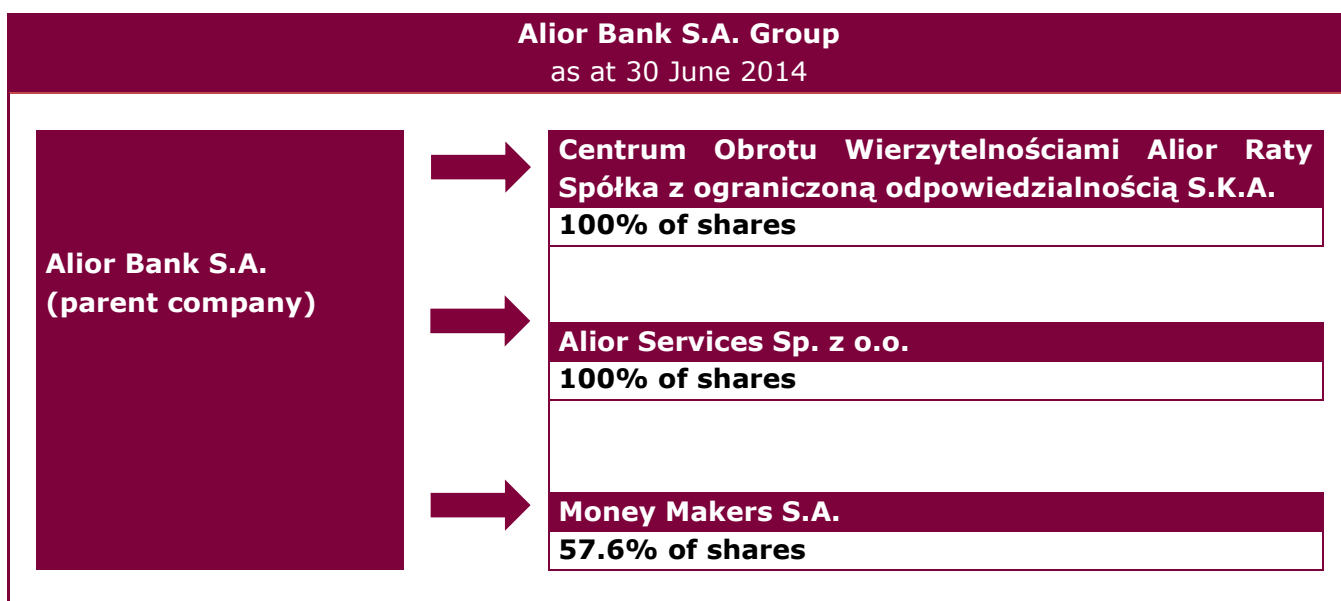 Alior Bank S.A. Group
as at 30 June 2014
Alior Bank S.A.
(parent company)
Centrum Obrotu Wierzytelnościami Alior Raty
Spółka z ograniczoną odpowiedzialnością S.K.A.
100% of shares
Alior Services Sp. z o.o.
100% of shares
Money Makers S.A.
57.6% of shares